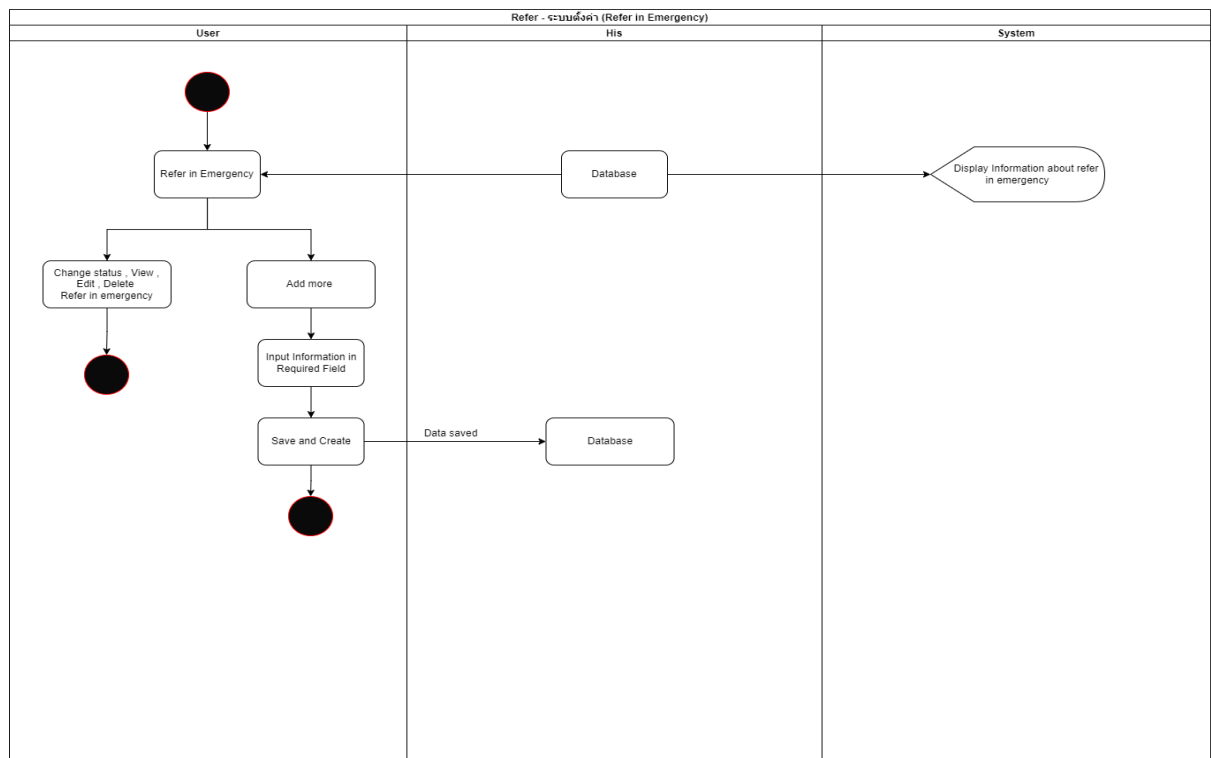 Refer - ระบบตั้งค่า (Refer in Emergency)
User
His
System
Refer in Emergency
Database
Display Information about refer
in emergency
Change status , View ,
Edit , Delete
Refer in emergency
Add more
Input Information in
Required Field
Save and Create
Data saved
Database